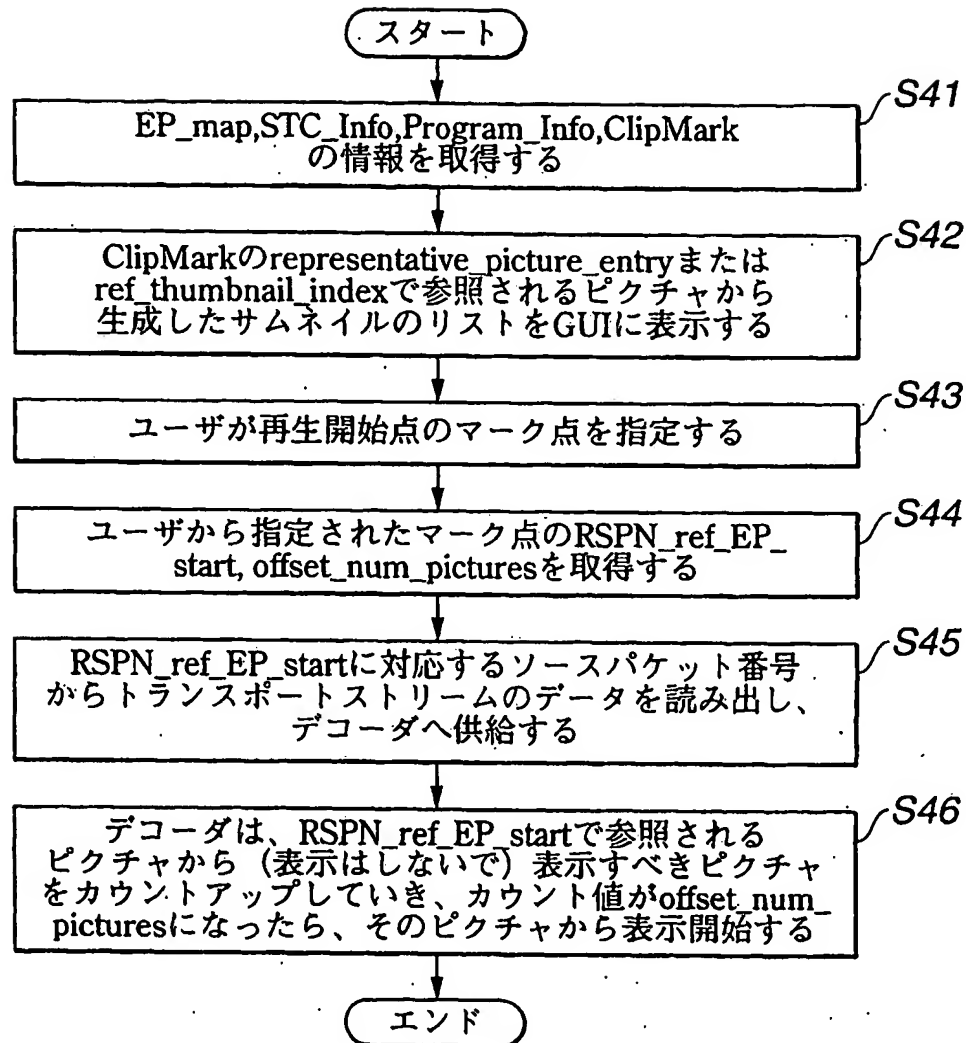 スタート
S41
EP_map,STC_Info,Program_Info,ClipMark
の情報を取得する
S42
ClipMarkのrepresentative_picture_entryまたは
ref_thumbnail_indexで参照されるピクチャから
生成したサムネイルのリストをGUIに表示する
S43
ユーザが再生開始点のマーク点を指定する
S44
ユーザから指定されたマーク点のRSPN_ref_EP_
start, offset_num_picturesを取得する
S45
RSPN_ref_EP_startに対応するソースパケット番号
からトランスポートストリームのデータを読み出し、
デコーダへ供給する
S46
デコーダは、RSPN_ref_EP_startで参照される
ピクチャから（表示はしないで）表示すべきピクチャ
をカウントアップしていき、カウント値がoffset_num_
picturesになったら、そのピクチャから表示開始する
エンド